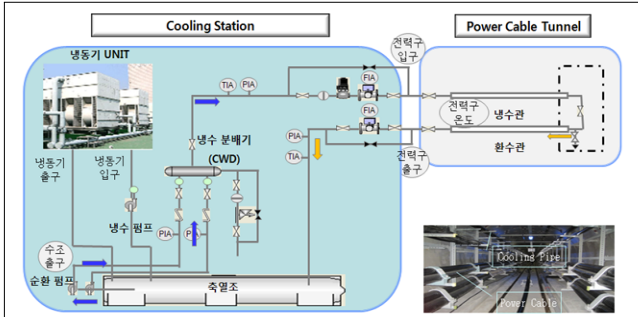 Cooling Station
Power Cable Tunnel
냉동기 UNIT
전력구
입구
FIA
TIA
PIA
FIA
전력구
온도
냉수관
환수관
PIA
TIA
전력구
출구
냉수 분배기
(CWD)
냉동기
출구
냉동기
입구
냉수 펌프
PIA
PIA
수조
출구
순환 펌프
축열조
Cooling Pipe
Power Cable